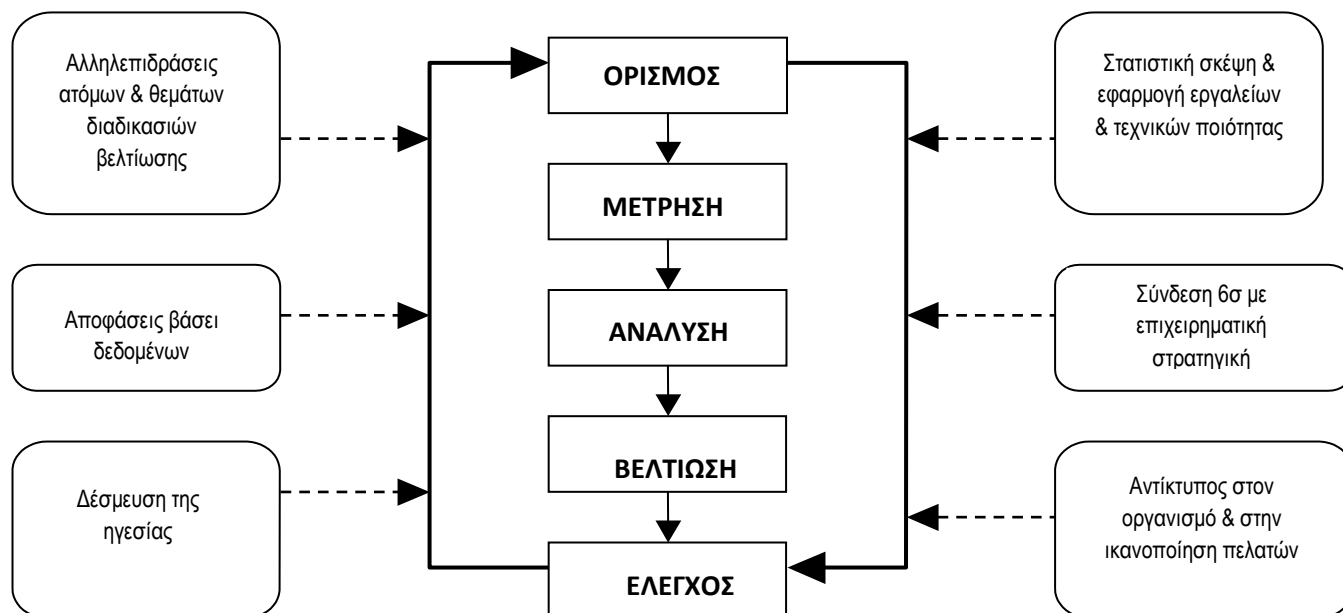 Αλληλεπιδράσεις
ατόμων & θεμάτων
διαδικασιών
βελτίωσης
Αποφάσεις βάσει
δεδομένων
Δέσμευση της
ηγεσίας
ΟΡΙΣΜΟΣ
ΜΕΤΡΗΣΗ
ΑΝΑΛΥΣΗ
ΒΕΛΤΙΩΣΗ
ΕΛΕΓΧΟΣ
Στατιστική σκέψη &
εφαρμογή εργαλείων
& τεχνικών ποιότητας
Σύνδεση 6σ με
επιχειρηματική
στρατηγική
Αντίκτυπος στον
οργανισμό & στην
ικανοποίηση πελατών